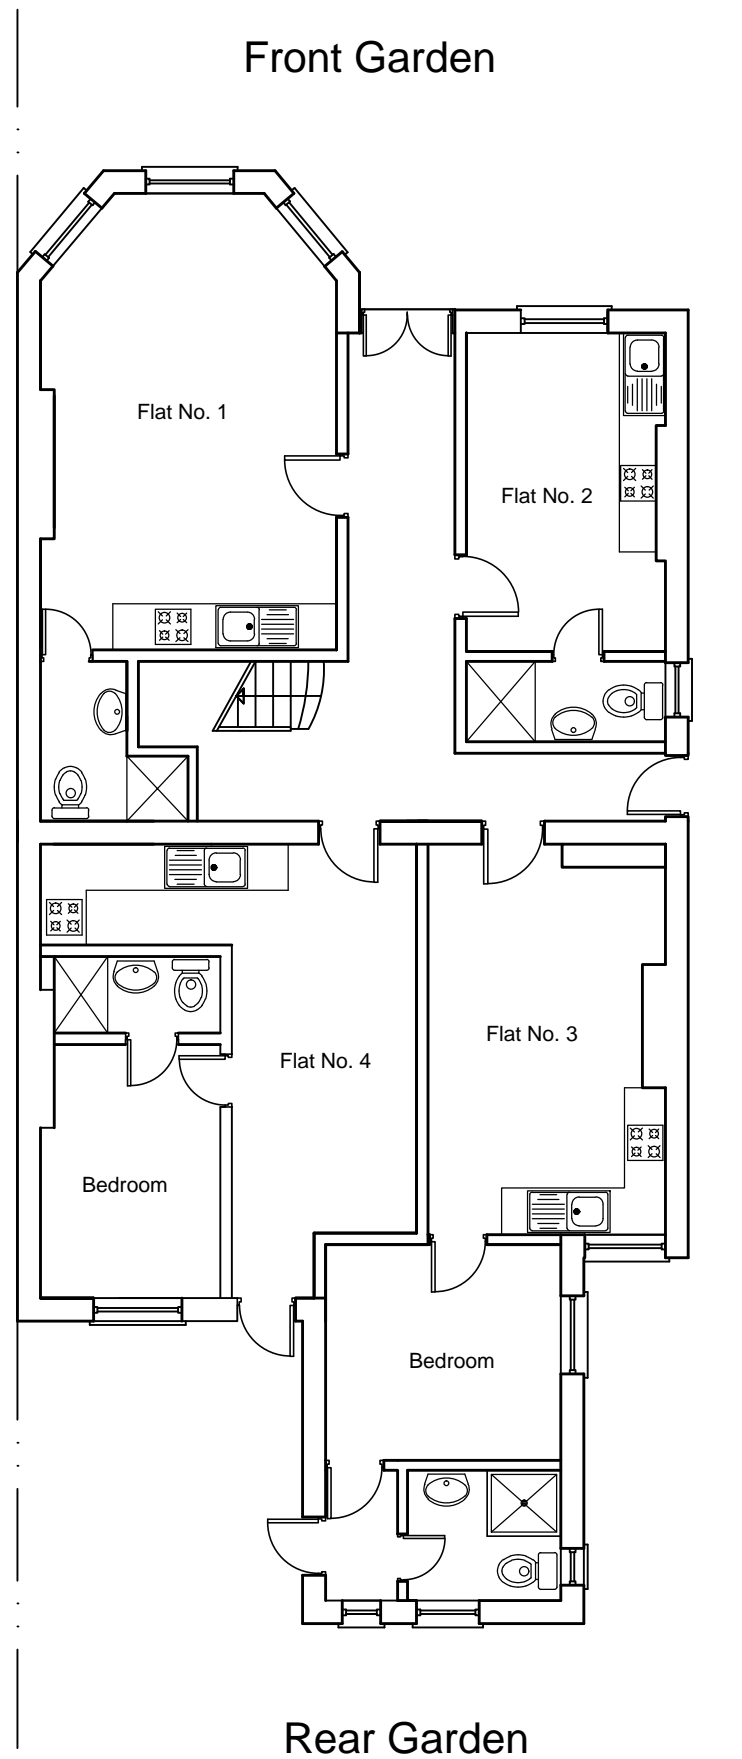 Front Garden
Flat No. 1
Flat No. 2
Flat No. 3
Flat No. 4
Bedroom
Bedroom
Rear Garden